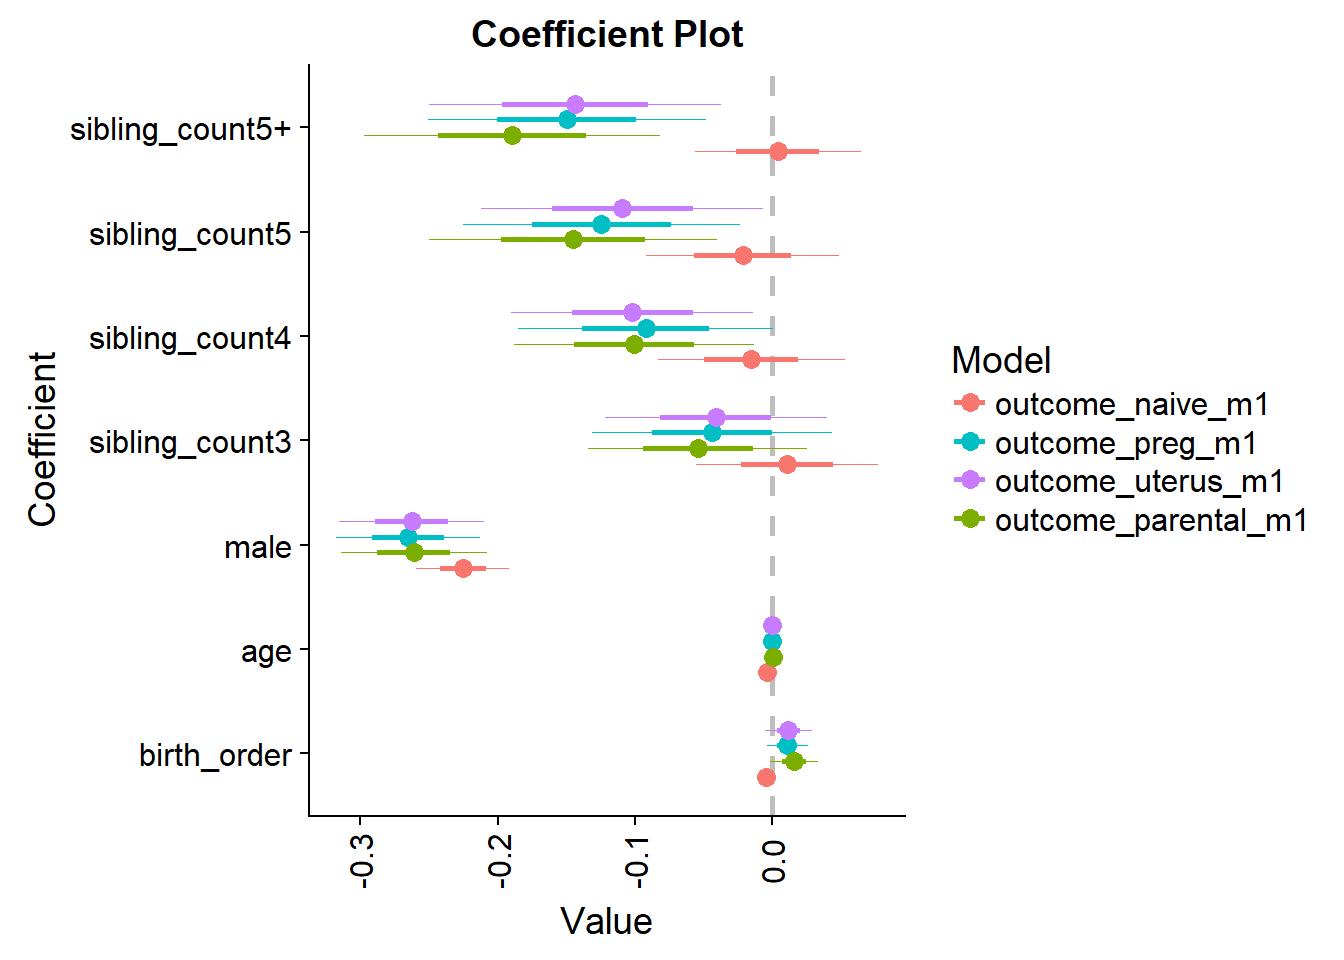 Coefficient Plot
sibling_count5+
sibling_count5
sibling_count4
sibling_count3
male
age
birth_order
Coefficient
-0.3
-0.2
-0.1
0.0
Value
Model
outcome_naive_m1
outcome_preg_m1
outcome_uterus_m1
outcome_parental_m1